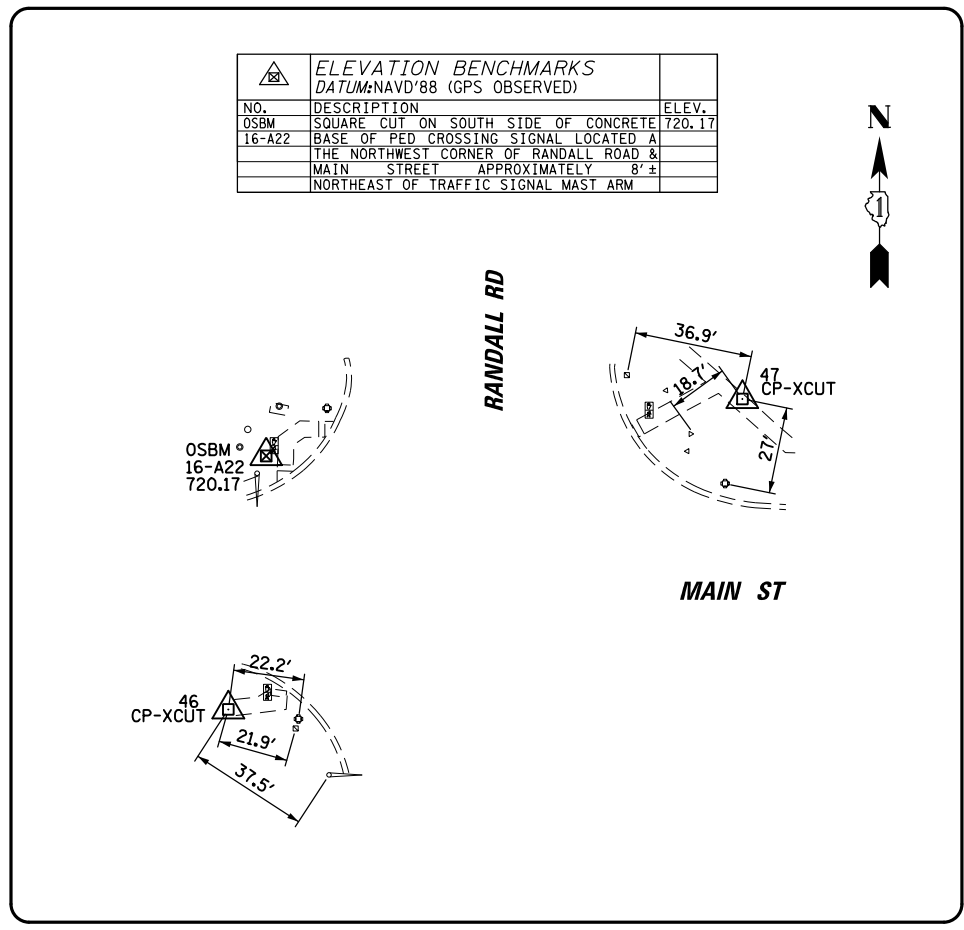 ELEVATION BENCHMARKS
DATUM:NAVD'88 (GPS OBSERVED)
NO. DESCRIPTION ELEV.
OSBM SQUARE CUT ON SOUTH SIDE OF CONCRETE 720.17
16-A22 BASE OF PED CROSSING SIGNAL LOCATED A
THE NORTHWEST CORNER OF RANDALL ROAD &
MAIN STREET APPROXIMATELY 8'±
NORTHEAST OF TRAFFIC SIGNAL MAST ARM
N
1
RANDALL RD
36.9'
18.7'
47
CP-XCUT
27'
OSBM
16-A22
720.17
MAIN ST
22.2'
46
CP-XCUT
21.9'
37.5'